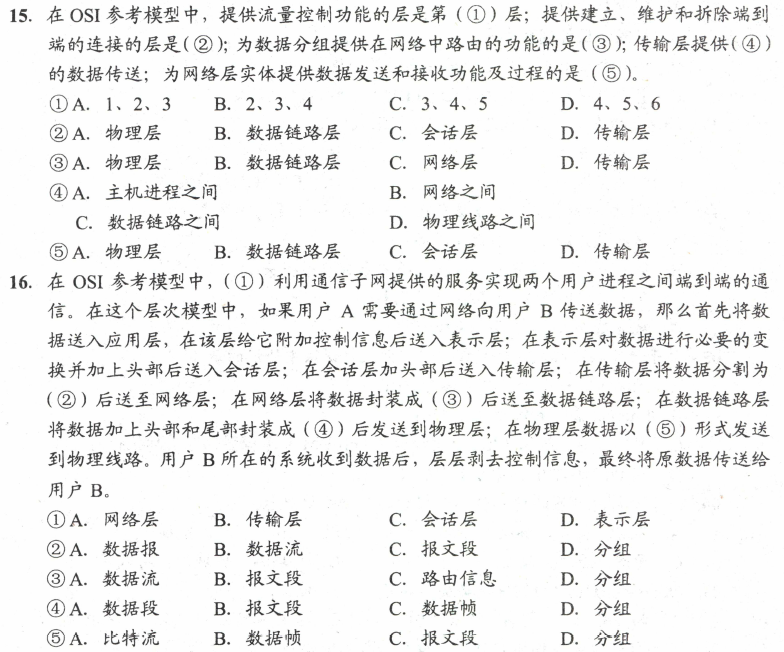 15. 在 OSI 参考模型中，提供流量控制功能的层是第（①）层；提供建立、维护和拆除端到
端的连接的层是(②)；为数据分组提供在网络中路由的功能的是(③)；传输层提供(④)
的数据传送；为网络层实体提供数据发送和接收功能及过程的是（⑤）。
①A. 1、2、3 B. 2、3、4 C. 3、4、5 D. 4、5、6
②A. 物理层 B. 数据链路层 C. 会话层 D. 传输层
③A. 物理层 B. 数据链路层 C. 网络层 D. 传输层
④A. 主机进程之间 B. 网络之间
C. 数据链路之间 D. 物理线路之间
⑤A. 物理层 B. 数据链路层 C. 会话层 D. 传输层
16. 在 OSI 参考模型中，（①）利用通信子网提供的服务实现两个用户进程之间端到端的通
信。在这个层次模型中，如果用户 A 需要通过网络向用户 B 传送数据，那么首先将数
据送入应用层，在该层给它附加控制信息后送入表示层；在表示层对数据进行必要的变
换并加上头部后送入会话层；在会话层加头部后送入传输层；在传输层将数据分割为
（②）后送至网络层；在网络层将数据封装成（③）后送至数据链路层；在数据链路层
将数据加上头部和尾部封装成（④）后发送到物理层；在物理层数据以（⑤）形式发送
到物理线路。用户 B 所在的系统收到数据后，层层剥去控制信息，最终将原数据传送给
用户 B。
①A. 网络层 B. 传输层 C. 会话层 D. 表示层
②A. 数据报 B. 数据流 C. 报文段 D. 分组
③A. 数据流 B. 报文段 C. 路由信息 D. 分组
④A. 数据段 B. 报文段 C. 数据帧 D. 分组
⑤A. 比特流 B. 数据帧 C. 报文段 D. 分组